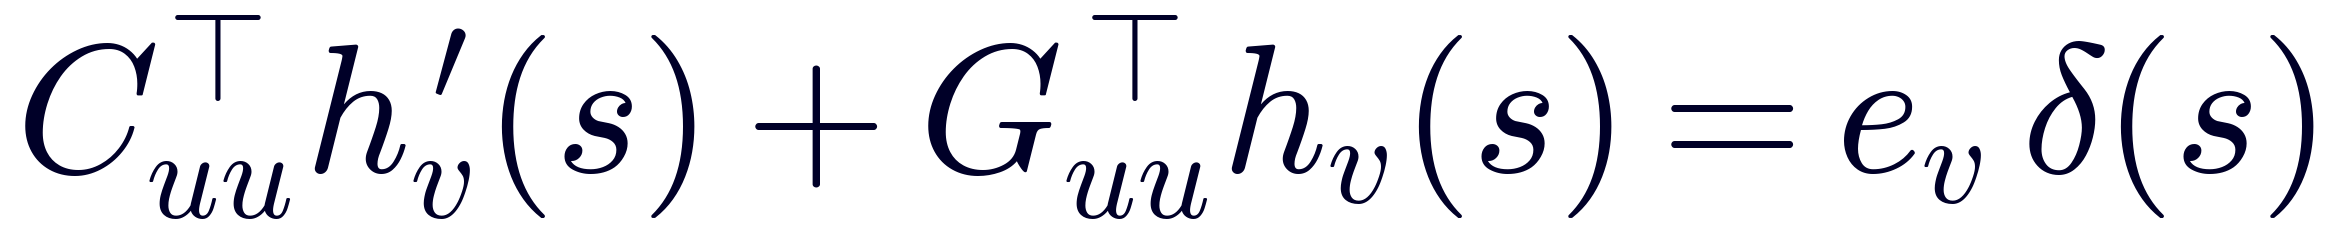 $C_{uu}^{\top} h_v'(s) + G_{uu}^{\top} h_v(s) = e_v \, \delta(s)$